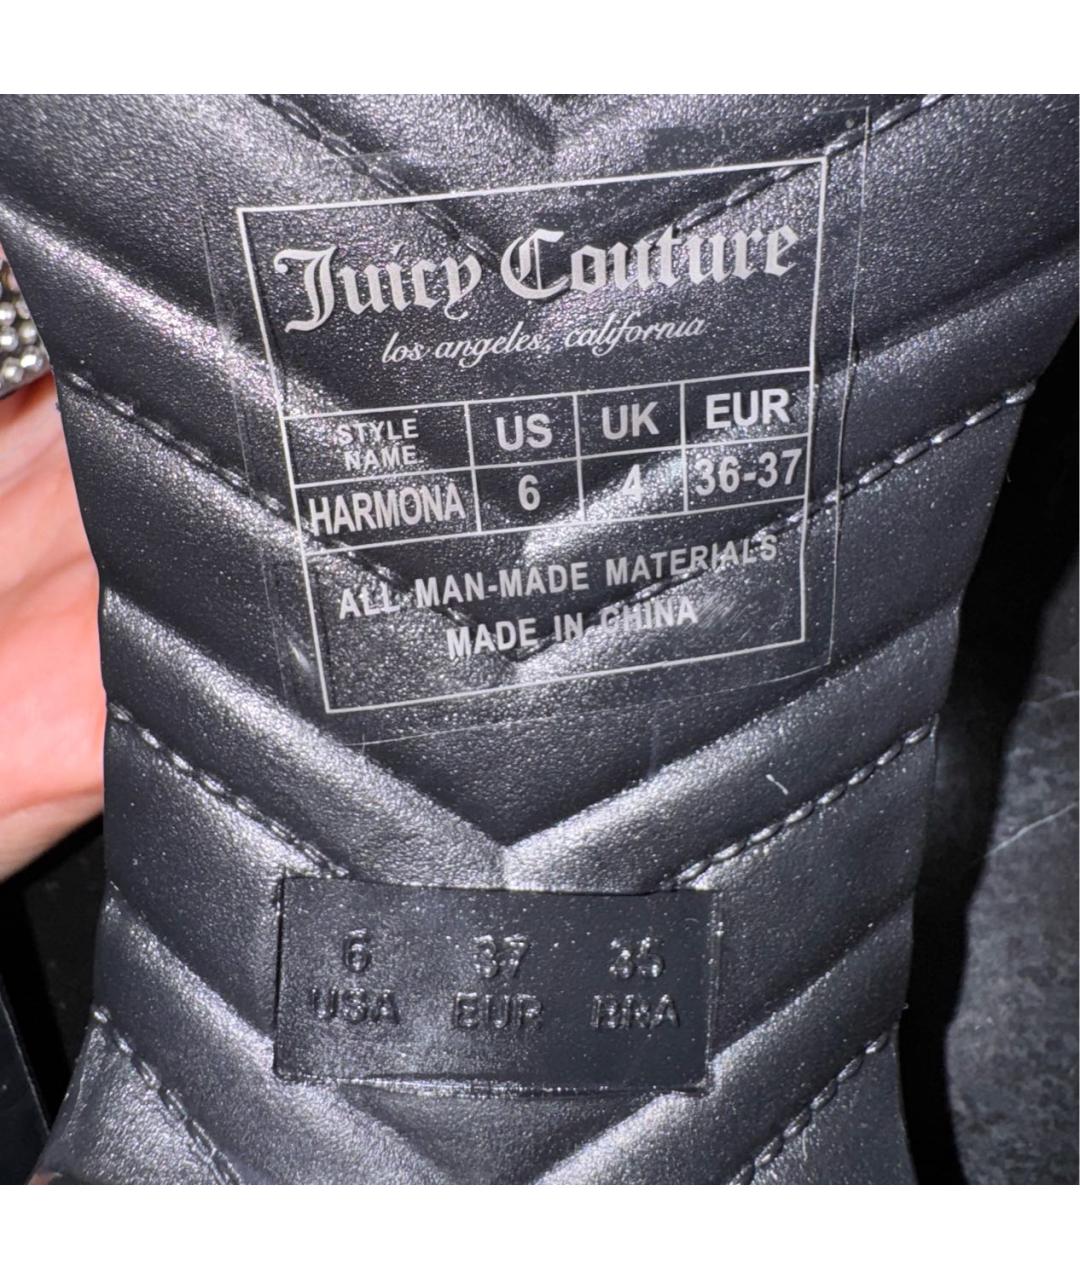 Juicy Couture
los angeles, california
STYLE NAME US UK EUR
HARMONA 6 4 36-37
ALL MAN-MADE MATERIALS
MADE IN CHINA
6 37 35
USA EUR BRA